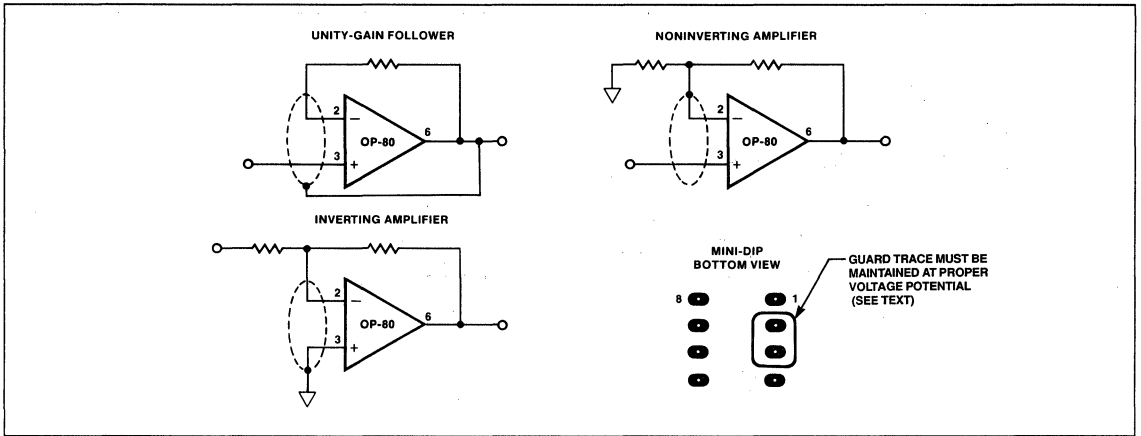 UNITY-GAIN FOLLOWER
2
−
OP-80
6
3
+
NONINVERTING AMPLIFIER
2
−
OP-80
6
3
+
INVERTING AMPLIFIER
2
−
OP-80
6
3
+
MINI-DIP
BOTTOM VIEW
8
1
GUARD TRACE MUST BE
MAINTAINED AT PROPER
VOLTAGE POTENTIAL
(SEE TEXT)